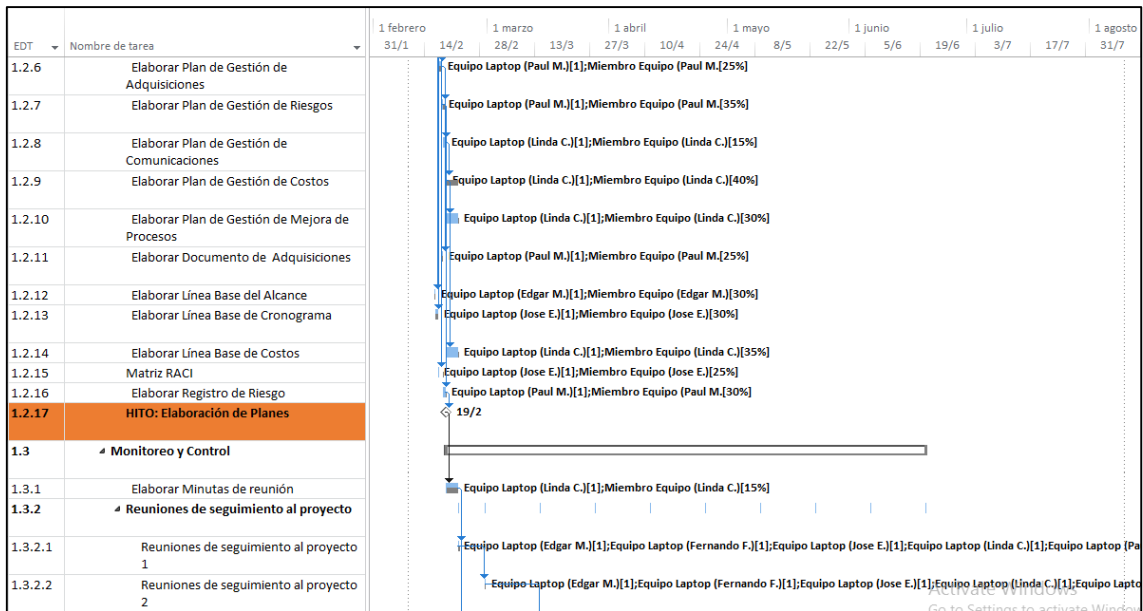 1 febrero 1 marzo 1 abril 1 mayo 1 junio 1 julio 1 agosto
EDT Nombre de tarea 31/1 14/2 28/2 13/3 27/3 10/4 24/4 8/5 22/5 5/6 19/6 3/7 17/7 31/7
1.2.6 Elaborar Plan de Gestión de Equipo Laptop (Paul M.)[1];Miembro Equipo (Paul M.[25%]
Adquisiciones
1.2.7 Elaborar Plan de Gestión de Riesgos Equipo Laptop (Paul M.)[1];Miembro Equipo (Paul M.[35%]
1.2.8 Elaborar Plan de Gestión de Equipo Laptop (Linda C.)[1];Miembro Equipo (Linda C.)[15%]
Comunicaciones
1.2.9 Elaborar Plan de Gestión de Costos Equipo Laptop (Linda C.)[1];Miembro Equipo (Linda C.)[40%]
1.2.10 Elaborar Plan de Gestión de Mejora de Equipo Laptop (Linda C.)[1];Miembro Equipo (Linda C.)[30%]
Procesos
1.2.11 Elaborar Documento de Adquisiciones Equipo Laptop (Paul M.)[1];Miembro Equipo (Paul M.[25%]
1.2.12 Elaborar Línea Base del Alcance Equipo Laptop (Edgar M.)[1];Miembro Equipo (Edgar M.)[30%]
1.2.13 Elaborar Línea Base de Cronograma Equipo Laptop (Jose E.)[1];Miembro Equipo (Jose E.)[30%]
1.2.14 Elaborar Línea Base de Costos Equipo Laptop (Linda C.)[1];Miembro Equipo (Linda C.)[35%]
1.2.15 Matriz RACI Equipo Laptop (Jose E.)[1];Miembro Equipo (Jose E.)[25%]
1.2.16 Elaborar Registro de Riesgo Equipo Laptop (Paul M.)[1];Miembro Equipo (Paul M.[30%]
1.2.17 HITO: Elaboración de Planes 19/2
1.3 Monitoreo y Control
1.3.1 Elaborar Minutas de reunión Equipo Laptop (Linda C.)[1];Miembro Equipo (Linda C.)[15%]
1.3.2 Reuniones de seguimiento al proyecto
1.3.2.1 Reuniones de seguimiento al proyecto Equipo Laptop (Edgar M.)[1];Equipo Laptop (Fernando F.)[1];Equipo Laptop (Jose E.)[1];Equipo Laptop (Linda C.)[1];Equipo Laptop (Pa
1
1.3.2.2 Reuniones de seguimiento al proyecto Equipo Laptop (Edgar M.)[1];Equipo Laptop (Fernando F.)[1];Equipo Laptop (Jose E.)[1];Equipo Laptop (Linda C.)[1];Equipo Lapto
2
Activate Windows
Go to Settings to activate Window